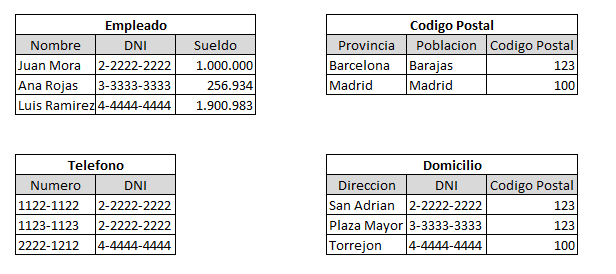 Empleado
Nombre DNI Sueldo
Juan Mora 2-2222-2222 1.000.000
Ana Rojas 3-3333-3333 256.934
Luis Ramirez 4-4444-4444 1.900.983
Codigo Postal
Provincia Poblacion Codigo Postal
Barcelona Barajas 123
Madrid Madrid 100
Telefono
Numero DNI
1122-1122 2-2222-2222
1123-1123 2-2222-2222
2222-1212 4-4444-4444
Domicilio
Direccion DNI Codigo Postal
San Adrian 2-2222-2222 123
Plaza Mayor 3-3333-3333 123
Torrejon 4-4444-4444 100